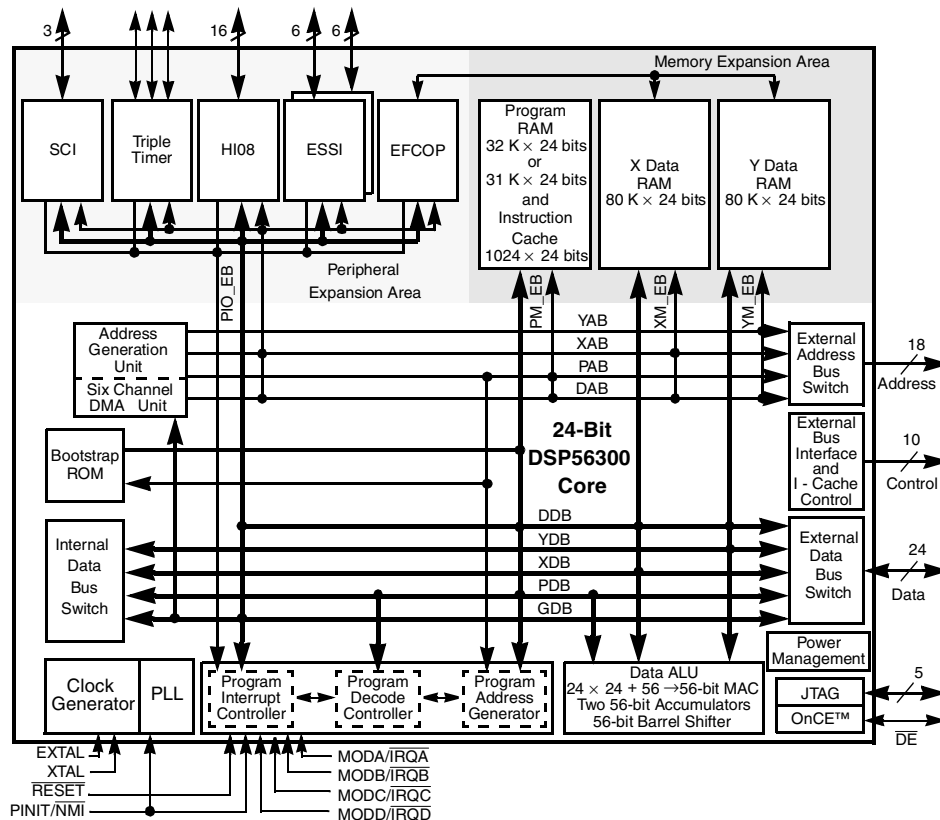 3
16
6
6
Memory Expansion Area
SCI
Triple
Timer
HI08
ESSI
EFCOP
Program
RAM
32 K × 24 bits
or
31 K × 24 bits
and
Instruction
Cache
1024 × 24 bits
X Data
RAM
80 K × 24 bits
Y Data
RAM
80 K × 24 bits
Peripheral
Expansion Area
PIO_EB
PM_EB
XM_EB
YM_EB
Address
Generation
Unit
Six Channel
DMA Unit
YAB
XAB
PAB
DAB
External
Address
Bus
Switch
18
Address
Bootstrap
ROM
24-Bit
DSP56300
Core
External
Bus
Interface
and
I - Cache
Control
10
Control
Internal
Data
Bus
Switch
DDB
YDB
XDB
PDB
GDB
External
Data
Bus
Switch
24
Data
Power
Management
Clock
Generator
PLL
Program
Interrupt
Controller
Program
Decode
Controller
Program
Address
Generator
Data ALU
24 × 24 + 56 →56-bit MAC
Two 56-bit Accumulators
56-bit Barrel Shifter
JTAG
OnCE™
5
DE
EXTAL
XTAL
RESET
PINIT/NMI
MODA/IRQA
MODB/IRQB
MODC/IRQC
MODD/IRQD